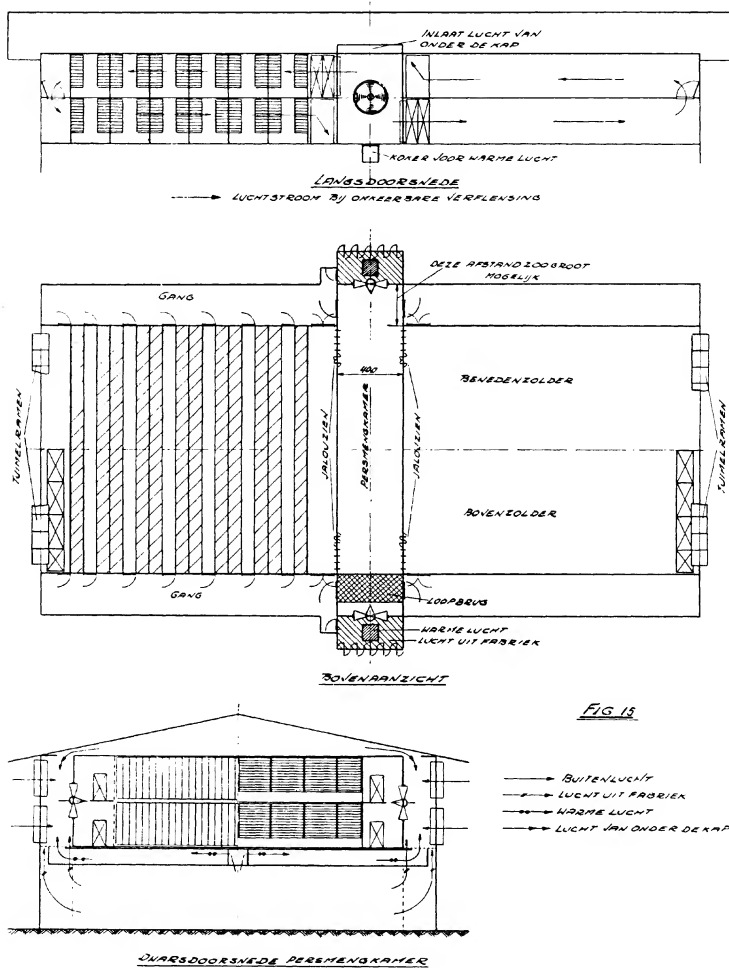 INLAAT LUCHT VAN
ONDER DE KAP
KOKER VOOR WARME LUCHT
LANGSDOORSNEDE
LUCHTSTROOM BIJ OMKEERBARE VERFLENSING
DEZE AFSTAND ZOO GROOT
MOGELIJK
GANG
400
BENEDENZOLDER
TUIMELRAMEN
JALOUZIEN
PERSMENGKAMER
JALOUZIEN
TUIMELRAMEN
BOVENZOLDER
GANG
LOOPBRUG
WARME LUCHT
LUCHT UIT FABRIEK
BOVENAANZICHT
FIG 15
BUITENLUCHT
LUCHT UIT FABRIEK
WARME LUCHT
LUCHT VAN ONDER DE KAP
DWARSDOORSNEDE PERSMENGKAMER